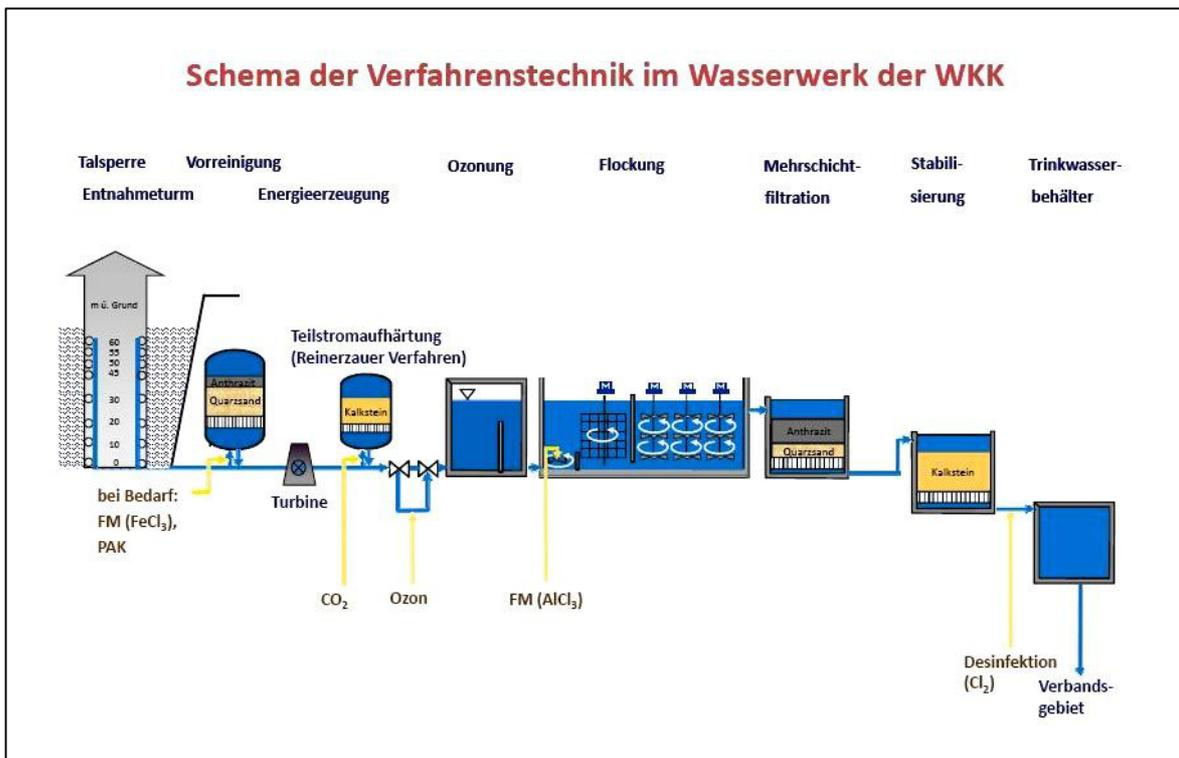 Schema der Verfahrenstechnik im Wasserwerk der WKK
Talsperre
Entnahmeturm
Vorreinigung
Energieerzeugung
Ozonung
Flockung
Mehrschicht-
filtration
Stabili-
sierung
Trinkwasser-
behälter
m ü. Grund
60
55
50
45
30
20
10
0
Anthrazit
Quarzsand
Teilstromaufhärtung
(Reinerzauer Verfahren)
Kalkstein
M
M
M
M
Anthrazit
Quarzsand
Kalkstein
bei Bedarf:
FM (FeCl₃),
PAK
Turbine
CO₂
Ozon
FM (AlCl₃)
Desinfektion
(Cl₂)
Verbands-
gebiet